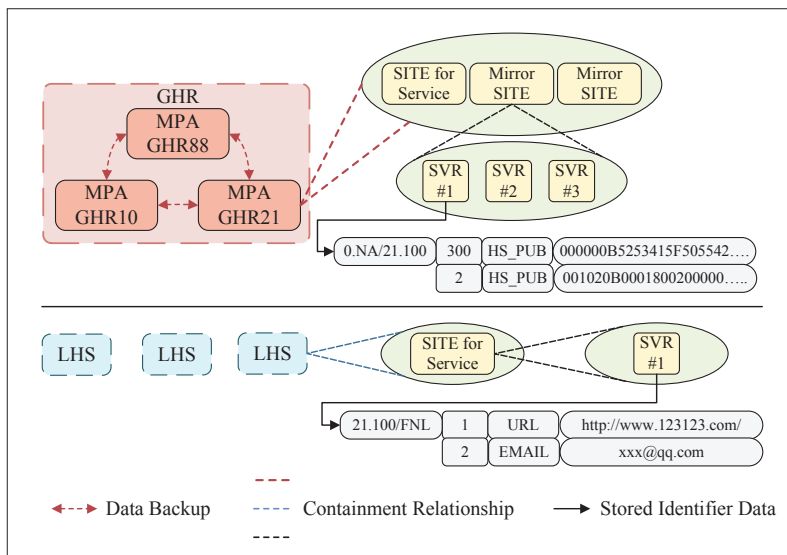 GHR
MPA
GHR88
MPA
GHR10
MPA
GHR21
SITE for
Service
Mirror
SITE
Mirror
SITE
SVR
#1
SVR
#2
SVR
#3
0.NA/21.100 300 HS_PUB 000000B5253415F505542….
2 HS_PUB 001020B0001800200000…..
LHS LHS LHS
SITE for
Service
SVR
#1
21.100/FNL 1 URL http://www.123123.com/
2 EMAIL xxx@qq.com
Data Backup Containment Relationship Stored Identifier Data